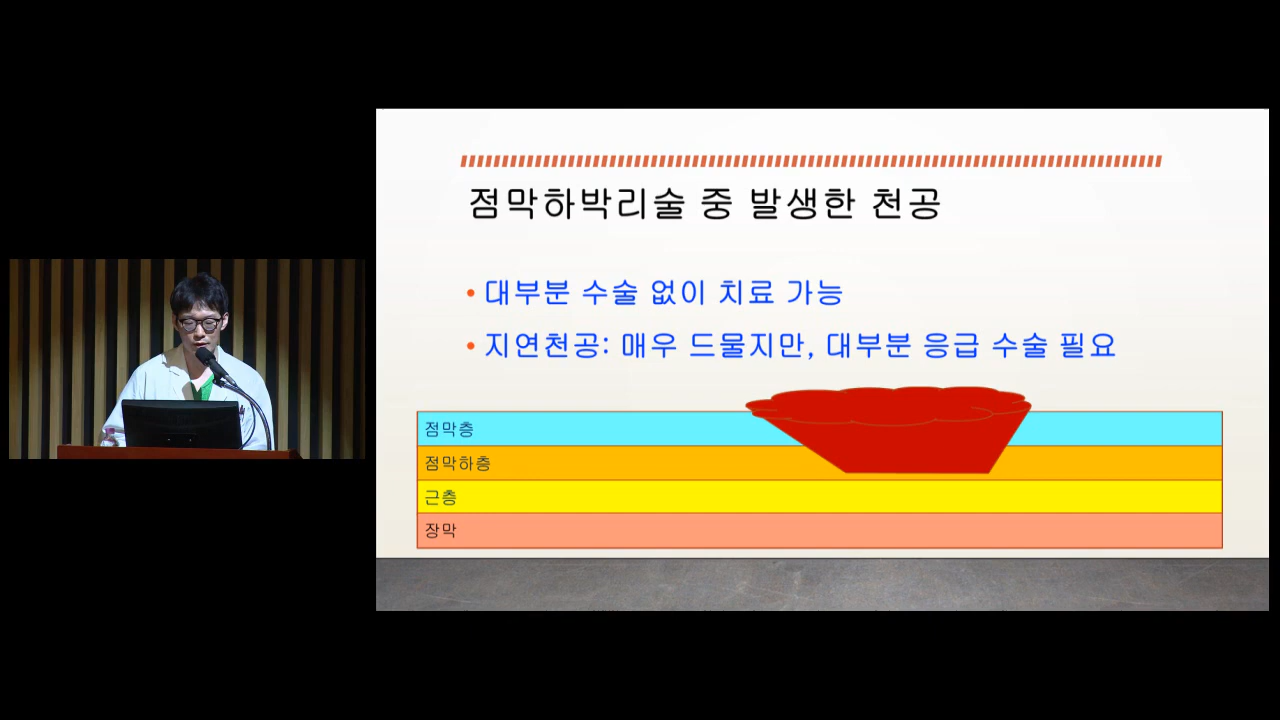 점막하박리술 중 발생한 천공
• 대부분 수술 없이 치료 가능
• 지연천공: 매우 드물지만, 대부분 응급 수술 필요
점막층
점막하층
근층
장막